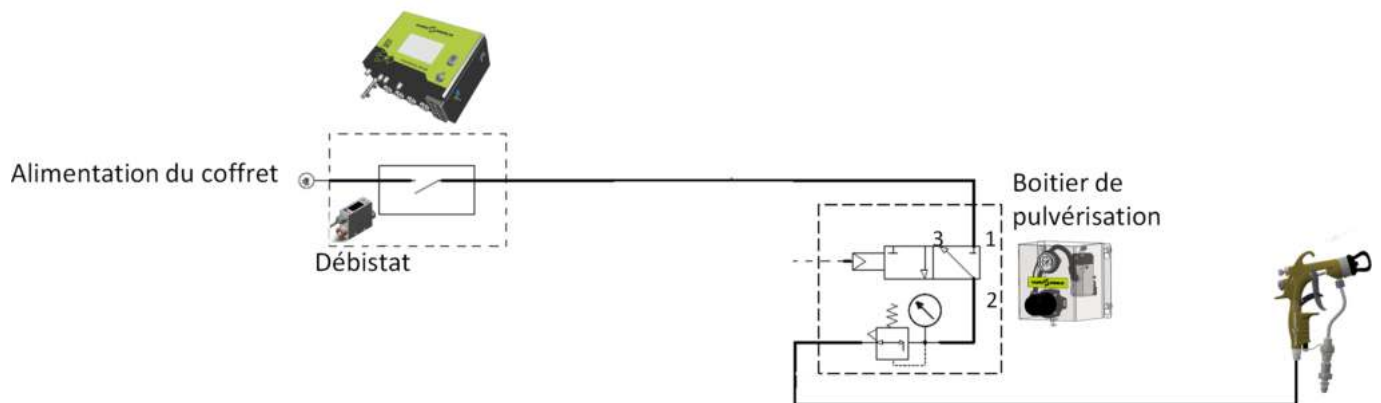 Alimentation du coffret
Débistat
Boitier de
pulvérisation
3
1
2